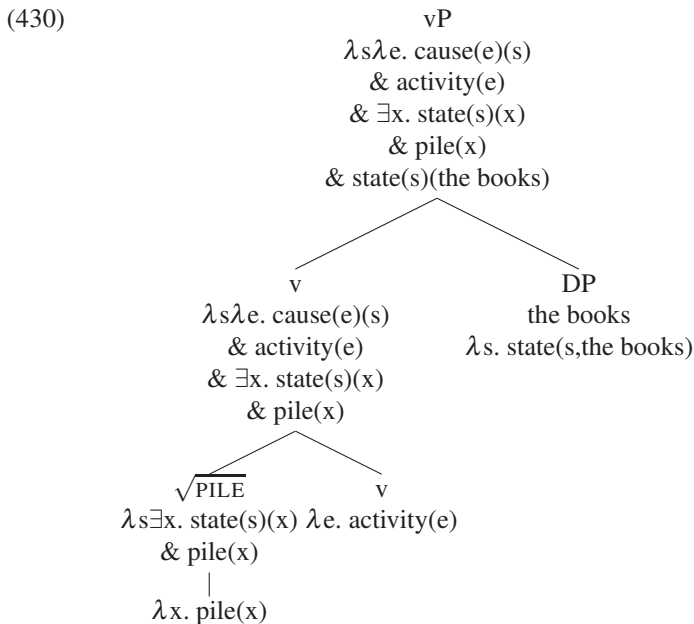 (430) vP
λsλe. cause(e)(s)
& activity(e)
& ∃x. state(s)(x)
& pile(x)
& state(s)(the books)
v DP
λsλe. cause(e)(s) the books
& activity(e) λs. state(s,the books)
& ∃x. state(s)(x)
& pile(x)
√PILE v
λs∃x. state(s)(x) λe. activity(e)
& pile(x)
λx. pile(x)